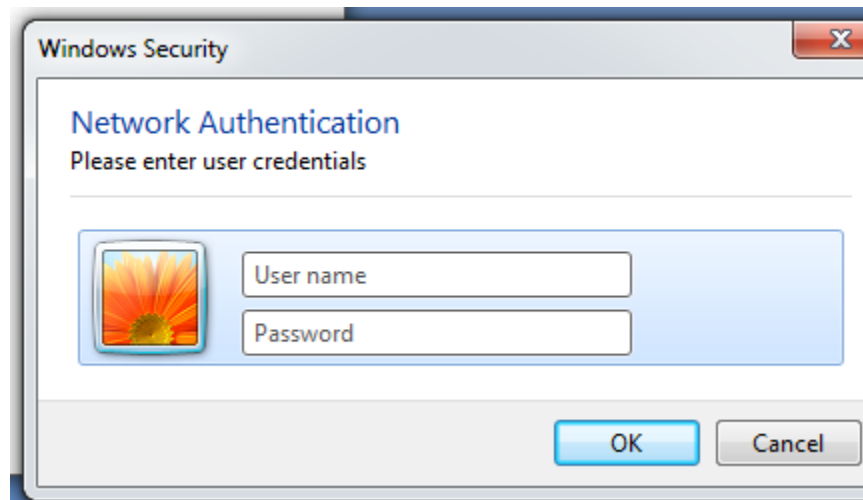 Windows Security
Network Authentication
Please enter user credentials
User name
Password
OK
Cancel